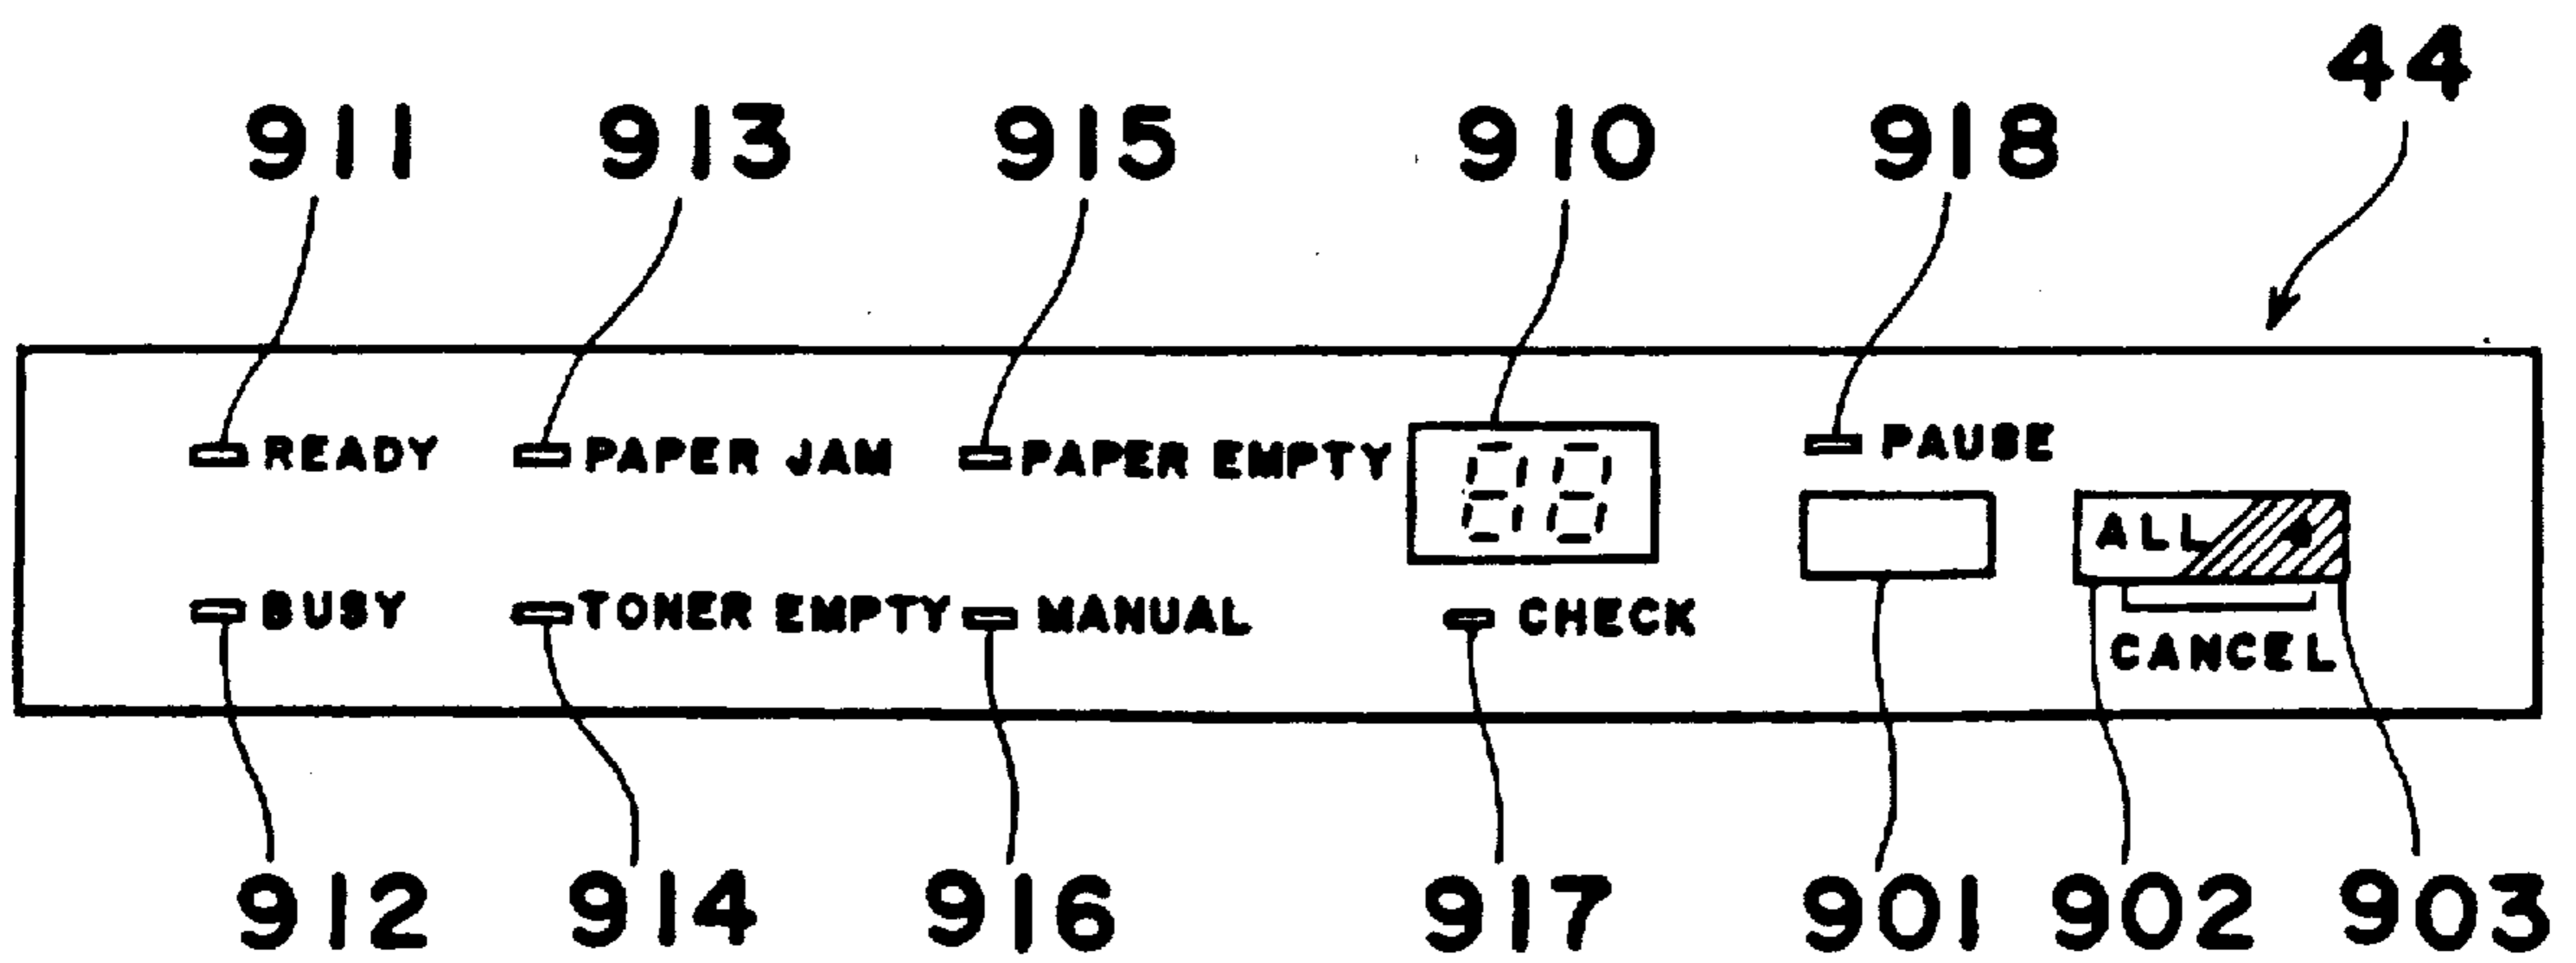 44
911 913 915 910 918
READY PAPER JAM PAPER EMPTY 88 PAUSE
ALL
BUSY TONER EMPTY MANUAL CHECK
CANCEL
912 914 916 917 901 902 903